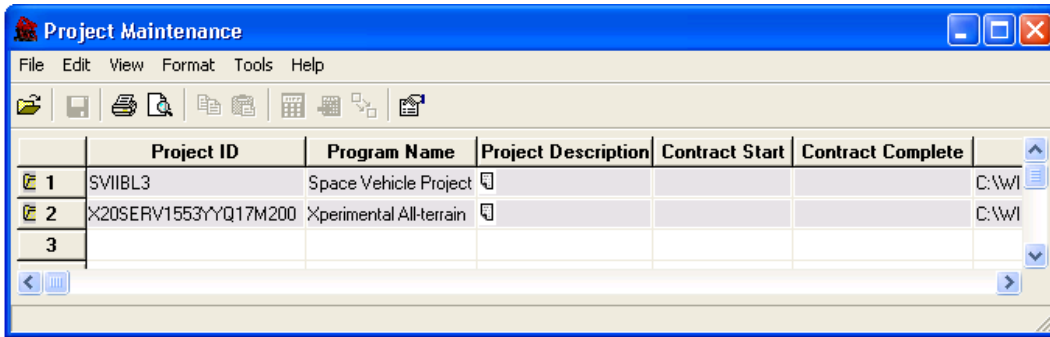 Project Maintenance
File Edit View Format Tools Help
Project ID Program Name Project Description Contract Start Contract Complete
1 SVIIBL3 Space Vehicle Project C:\WI
2 X20SERV1553YYQ17M200 Xperimental All-terrain C:\WI
3